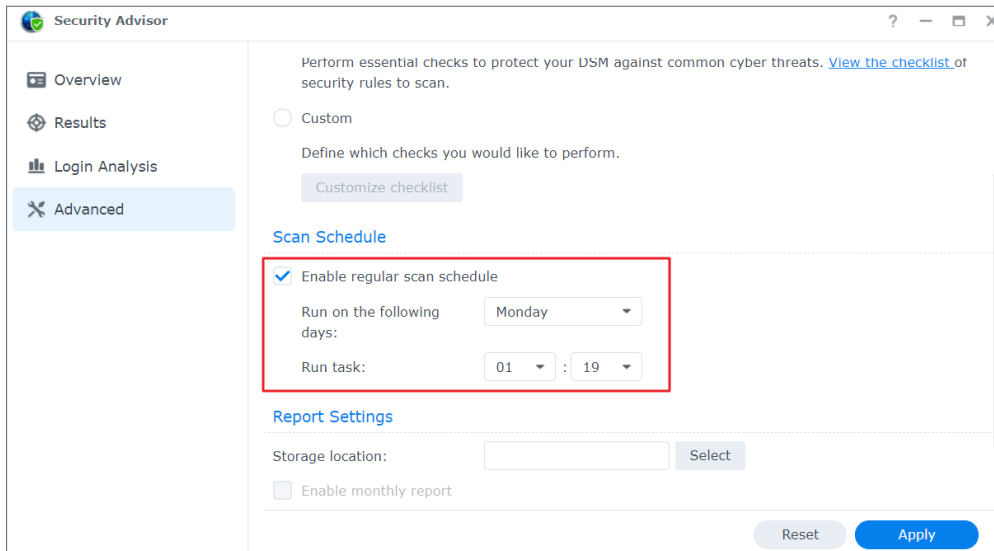 Security Advisor
?
Overview
Results
Login Analysis
Advanced
Perform essential checks to protect your DSM against common cyber threats. View the checklist of
security rules to scan.
Custom
Define which checks you would like to perform.
Customize checklist
Scan Schedule
Enable regular scan schedule
Run on the following
days:
Monday
Run task:
01 : 19
Report Settings
Storage location:
Select
Enable monthly report
Reset
Apply